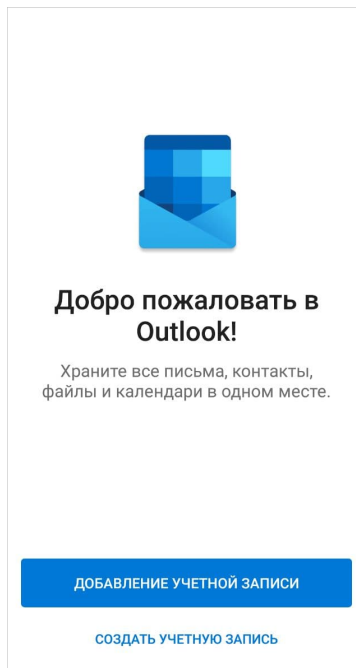 Добро пожаловать в
Outlook!
Храните все письма, контакты,
файлы и календари в одном месте.
ДОБАВЛЕНИЕ УЧЕТНОЙ ЗАПИСИ
СОЗДАТЬ УЧЕТНУЮ ЗАПИСЬ